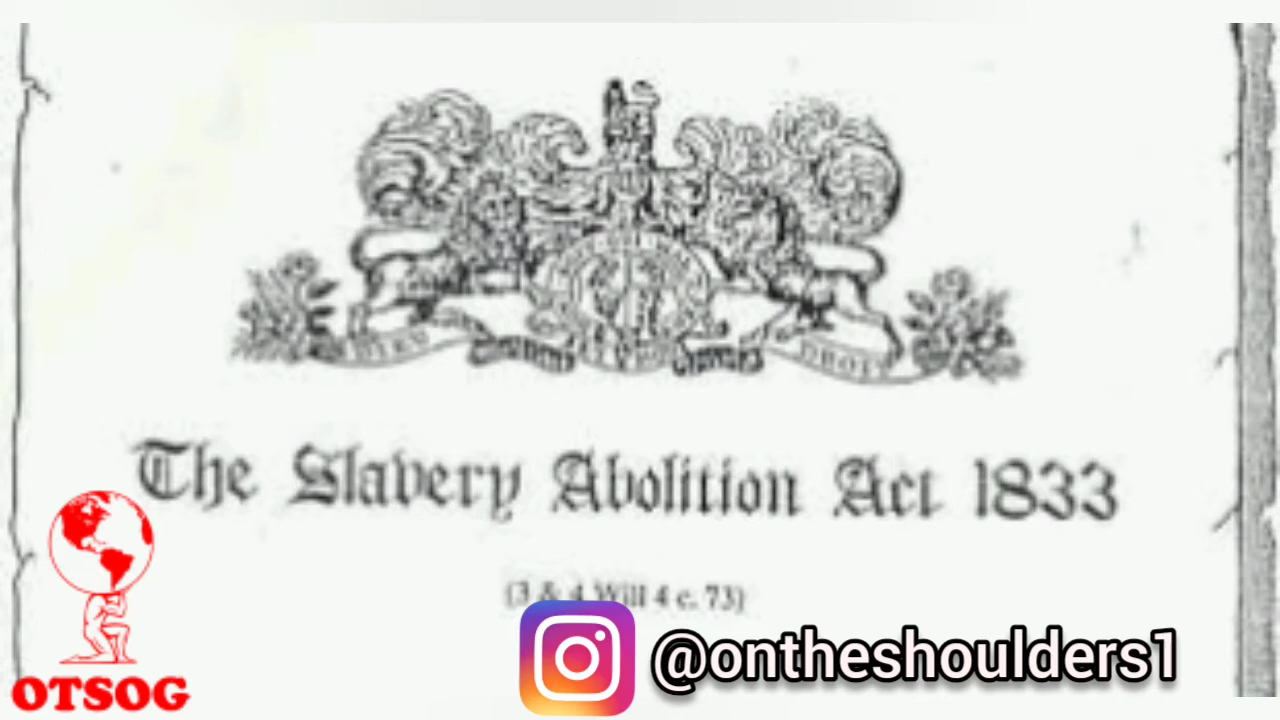 The Slavery Abolition Act 1833
(3 & 4 Will 4 c. 73)
OTSOG
@ontheshoulders1